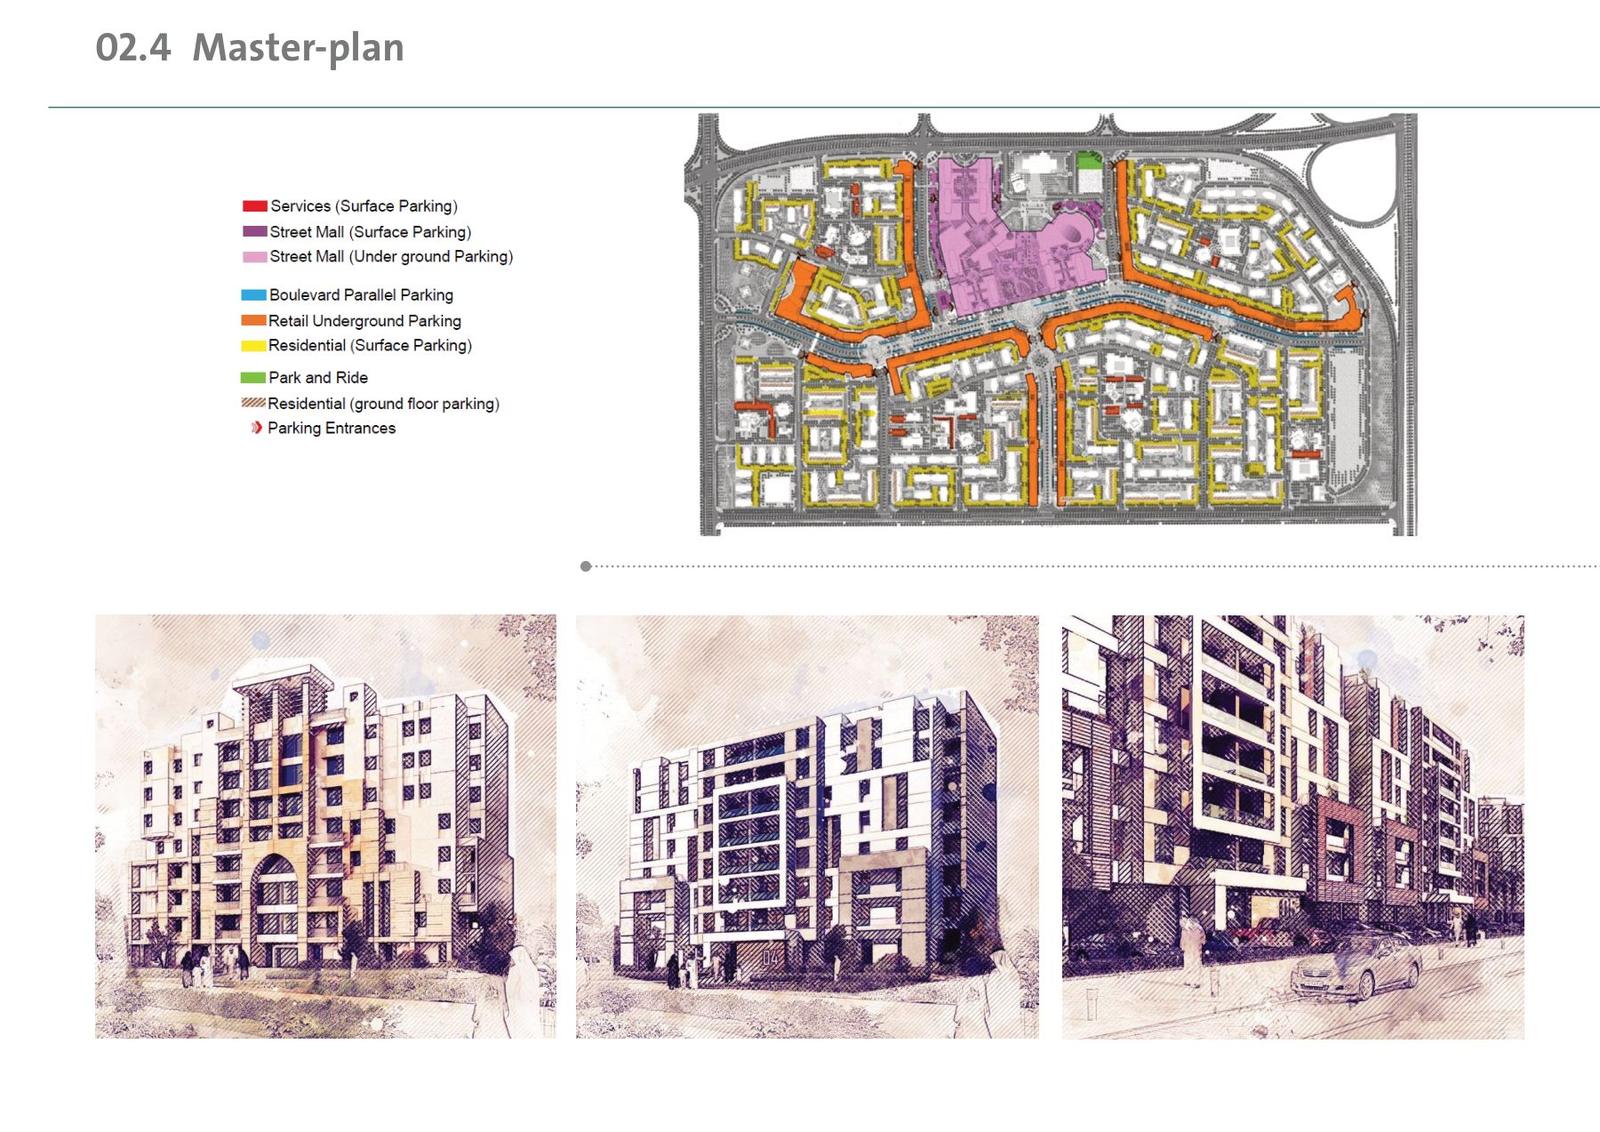 02.4 Master-plan
Services (Surface Parking)
Street Mall (Surface Parking)
Street Mall (Under ground Parking)
Boulevard Parallel Parking
Retail Underground Parking
Residential (Surface Parking)
Park and Ride
Residential (ground floor parking)
Parking Entrances
04